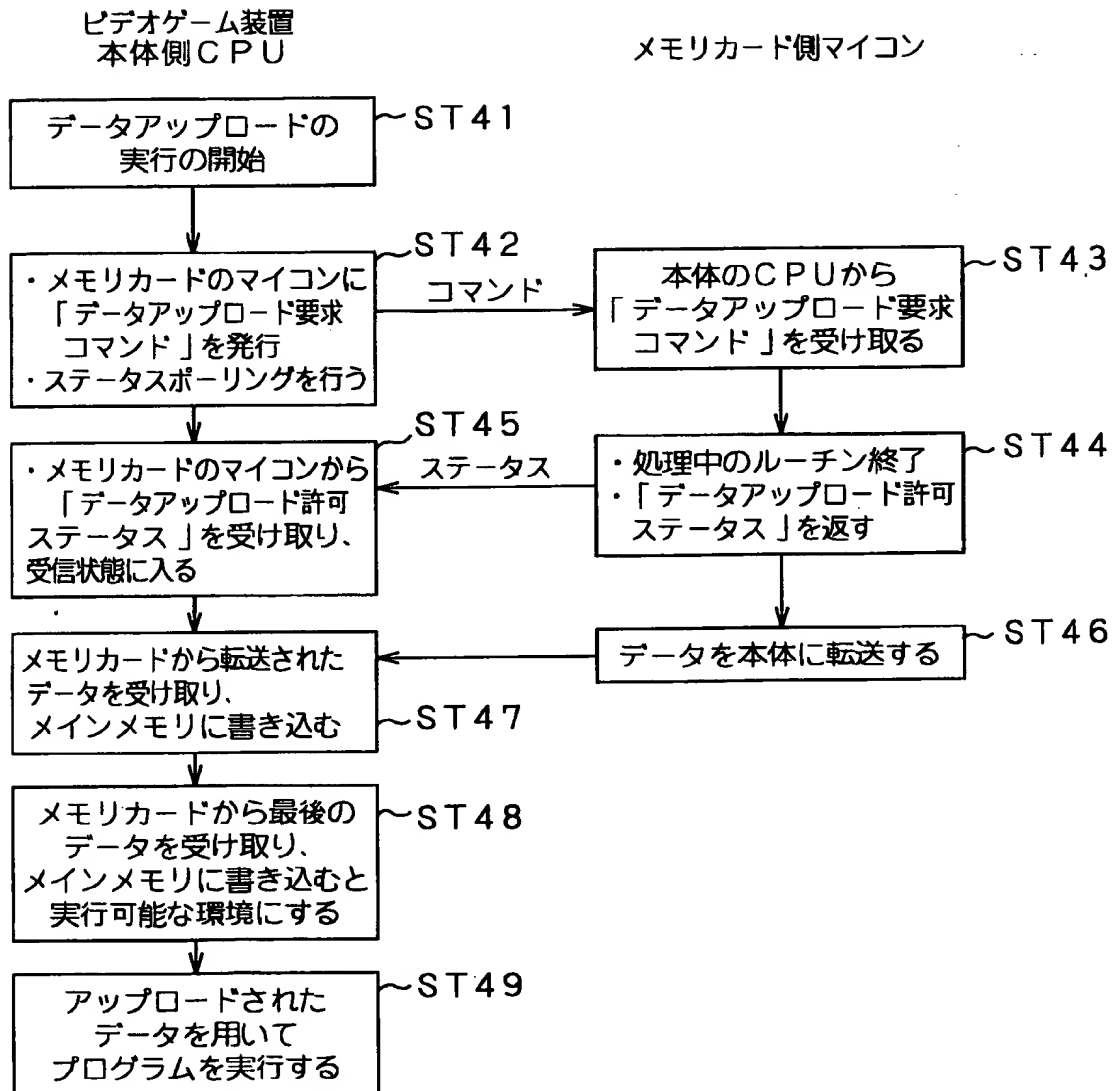 ビデオゲーム装置
本体側CPU
メモリカード側マイコン
データアップロードの
実行の開始
~ST41
ST42
・メモリカードのマイコンに
「データアップロード要求
コマンド」を発行
・ステータスポーリングを行う
コマンド
本体のCPUから
「データアップロード要求
コマンド」を受け取る
~ST43
ST45
・メモリカードのマイコンから
「データアップロード許可
ステータス」を受け取り、
受信状態に入る
ステータス
・処理中のルーチン終了
・「データアップロード許可
ステータス」を返す
~ST44
データを本体に転送する
~ST46
メモリカードから転送された
データを受け取り、
メインメモリに書き込む
~ST47
メモリカードから最後の
データを受け取り、
メインメモリに書き込むと
実行可能な環境にする
~ST48
アップロードされた
データを用いて
プログラムを実行する
~ST49